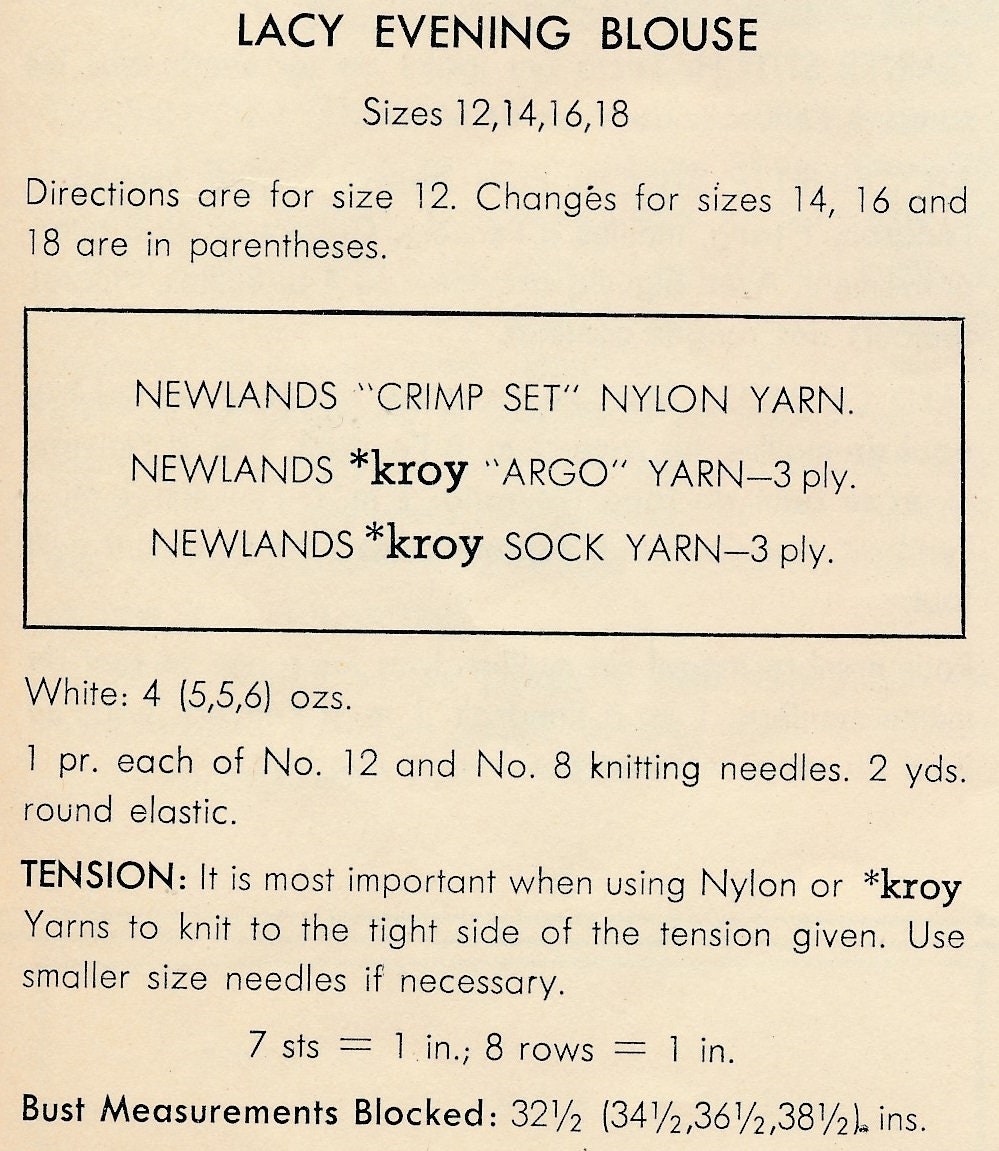 LACY EVENING BLOUSE
Sizes 12,14,16,18
Directions are for size 12. Changes for sizes 14, 16 and
18 are in parentheses.
NEWLANDS "CRIMP SET" NYLON YARN.
NEWLANDS *kroy "ARGO" YARN—3 ply.
NEWLANDS *kroy SOCK YARN—3 ply.
White: 4 (5,5,6) ozs.
1 pr. each of No. 12 and No. 8 knitting needles. 2 yds.
round elastic.
TENSION: It is most important when using Nylon or *kroy
Yarns to knit to the tight side of the tension given. Use
smaller size needles if necessary.
7 sts = 1 in.; 8 rows = 1 in.
Bust Measurements Blocked: 32½ (34½,36½,38½). ins.